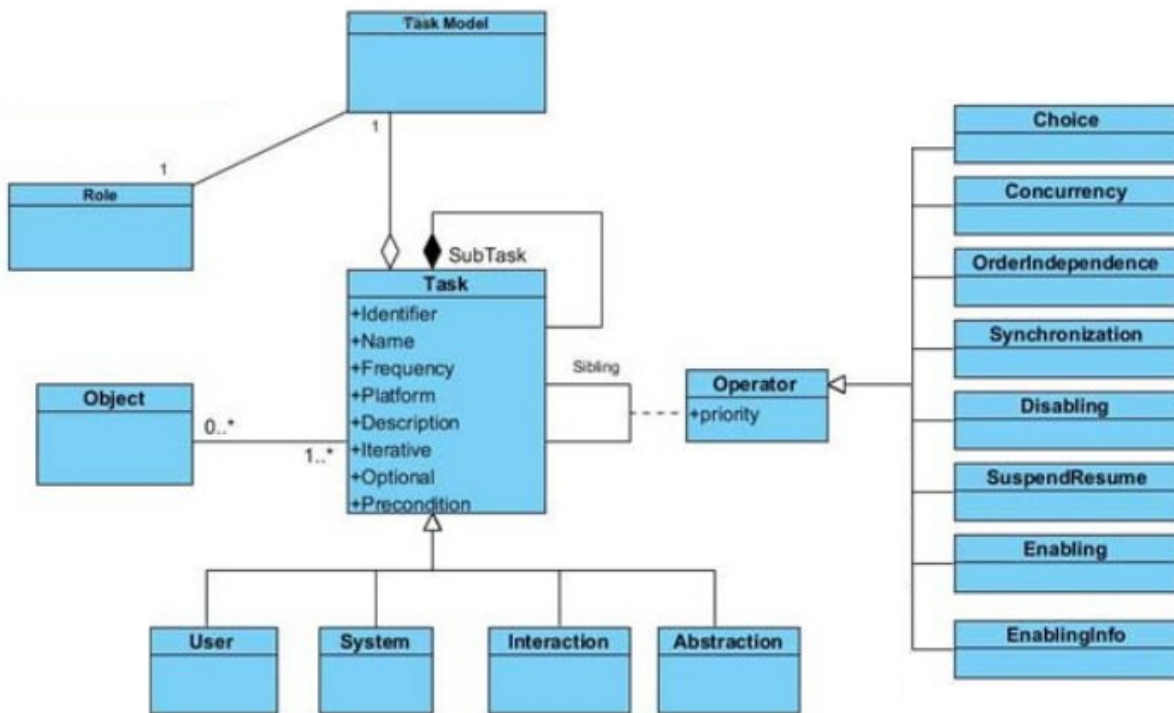 Task Model
1
1
Role
SubTask
Task
+Identifier
+Name
+Frequency
+Platform
+Description
+Iterative
+Optional
+Precondition
Object
0..*
1..*
Sibling
Operator
+priority
Choice
Concurrency
OrderIndependence
Synchronization
Disabling
SuspendResume
Enabling
EnablingInfo
User
System
Interaction
Abstraction